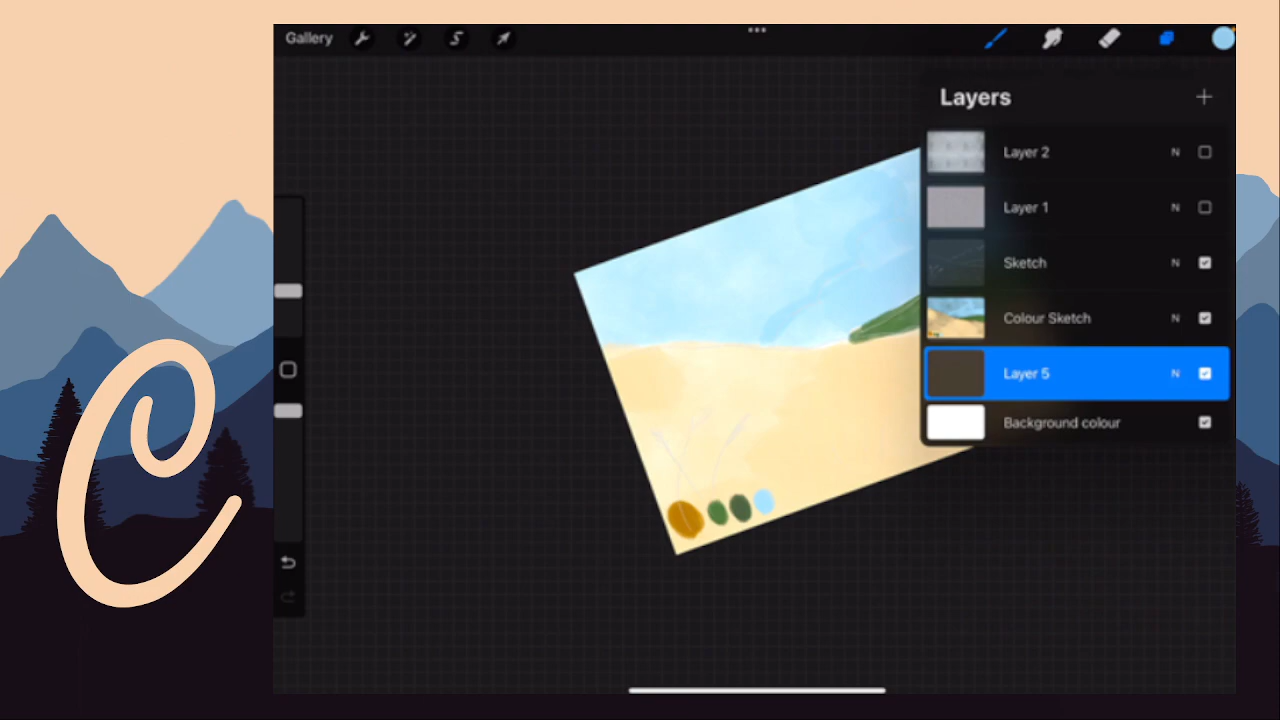 Gallery
Layers
Layer 2 N
Layer 1 N
Sketch N
Colour Sketch N
Layer 5 N
Background colour
C